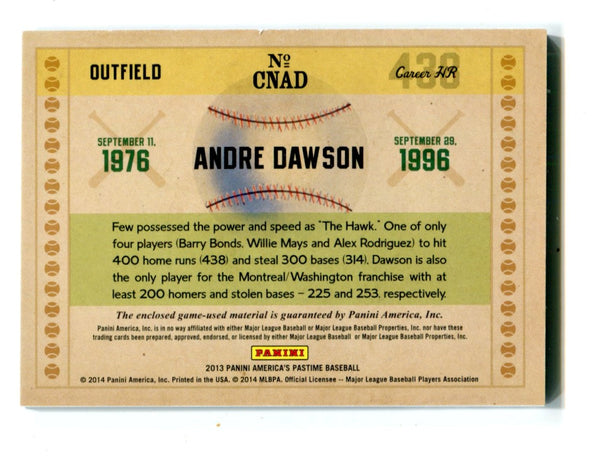 OUTFIELD
Nº
CNAD
438
Career HR
SEPTEMBER 11,
1976
ANDRE DAWSON
SEPTEMBER 29,
1996
Few possessed the power and speed as "The Hawk." One of only
four players (Barry Bonds, Willie Mays and Alex Rodriguez) to hit
400 home runs (438) and steal 300 bases (314), Dawson is also
the only player for the Montreal/Washington franchise with at
least 200 homers and stolen bases – 225 and 253, respectively.
The enclosed game-used material is guaranteed by Panini America, Inc.
Panini America, Inc. is in no way affiliated with either Major League Baseball or Major League Baseball Properties, Inc. nor have these
trading cards been prepared, approved, endorsed, or licensed by either Major League Baseball or Major League Baseball Properties, Inc.
PANINI
2013 PANINI AMERICA'S PASTIME BASEBALL
© 2014 Panini America, Inc. Printed in the USA. © 2014 MLBPA. Official Licensee -- Major League Baseball Players Association